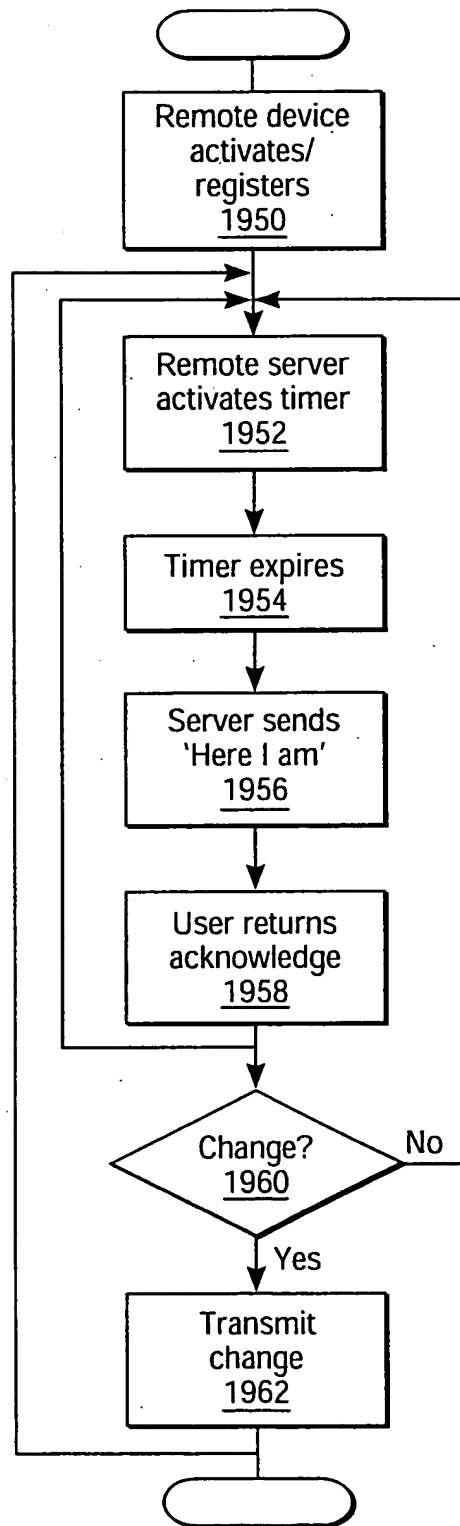 Remote device
activates/
registers
1950
Remote server
activates timer
1952
Timer expires
1954
Server sends
‘Here I am’
1956
User returns
acknowledge
1958
Change?
1960
No
Yes
Transmit
change
1962